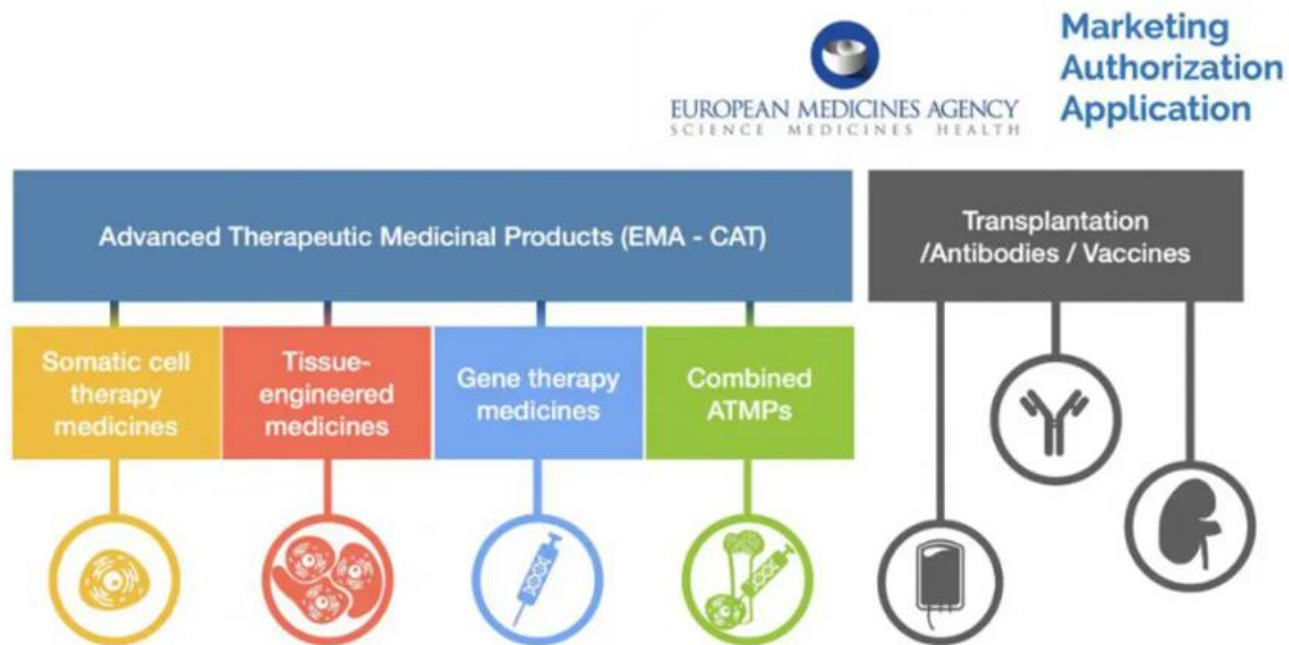 EUROPEAN MEDICINES AGENCY
SCIENCE MEDICINES HEALTH
Marketing
Authorization
Application
Advanced Therapeutic Medicinal Products (EMA - CAT)
Transplantation
/Antibodies / Vaccines
Somatic cell
therapy
medicines
Tissue-
engineered
medicines
Gene therapy
medicines
Combined
ATMPs